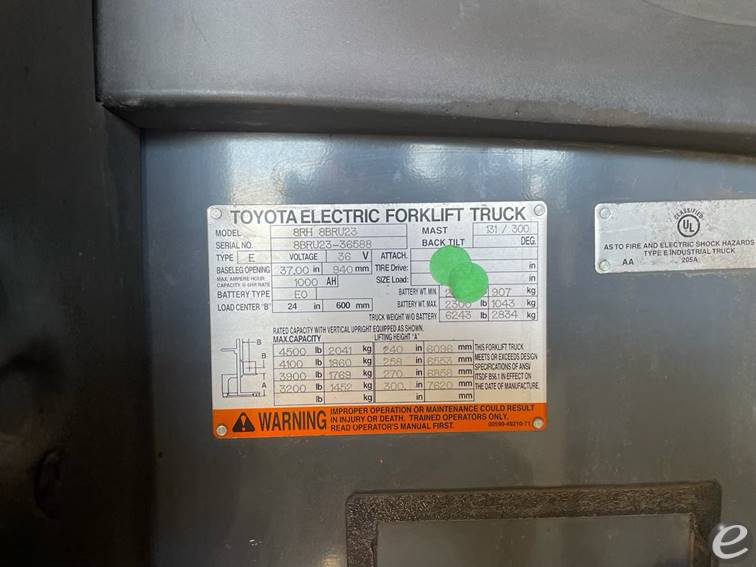 TOYOTA ELECTRIC FORKLIFT TRUCK
MODEL 8RH 8BRU23 MAST 131 / 300
SERIAL NO. 8BRU23-36588 BACK TILT DEG.
TYPE E VOLTAGE 36 V ATTACH. in
BASELEG OPENING 37.00 in 940 mm TIRE Drive: in
MAX. AMPERE HOUR CAPACITY @ 6HR RATE 1000 AH SIZE Load: in
BATTERY TYPE EO BATTERY WT. MIN. 907 kg
LOAD CENTER "B" 24 in 600 mm BATTERY WT. MAX. 2300 lb 1043 kg
TRUCK WEIGHT W/O BATTERY 6243 lb 2834 kg
RATED CAPACITY WITH VERTICAL UPRIGHT EQUIPPED AS SHOWN.
MAX.CAPACITY LIFTING HEIGHT "A"
4500 lb 2041 kg 240 in 6096 mm THIS FORKLIFT TRUCK
4100 lb 1860 kg 258 in 6553 mm MEETS OR EXCEEDS DESIGN SPECIFICATIONS OF ANSI
3900 lb 1769 kg 270 in 6858 mm ITSDF B56.1 IN EFFECT ON
3200 lb 1452 kg 300 in 7620 mm THE DATE OF MANUFACTURE.
B B
T
A
WARNING
IMPROPER OPERATION OR MAINTENANCE COULD RESULT
IN INJURY OR DEATH. TRAINED OPERATORS ONLY.
READ OPERATOR'S MANUAL FIRST. 00590-49210-71
CLASSIFIED
UL
AS TO FIRE AND ELECTRIC SHOCK HAZARDS
TYPE E INDUSTRIAL TRUCK
AA 205A
e